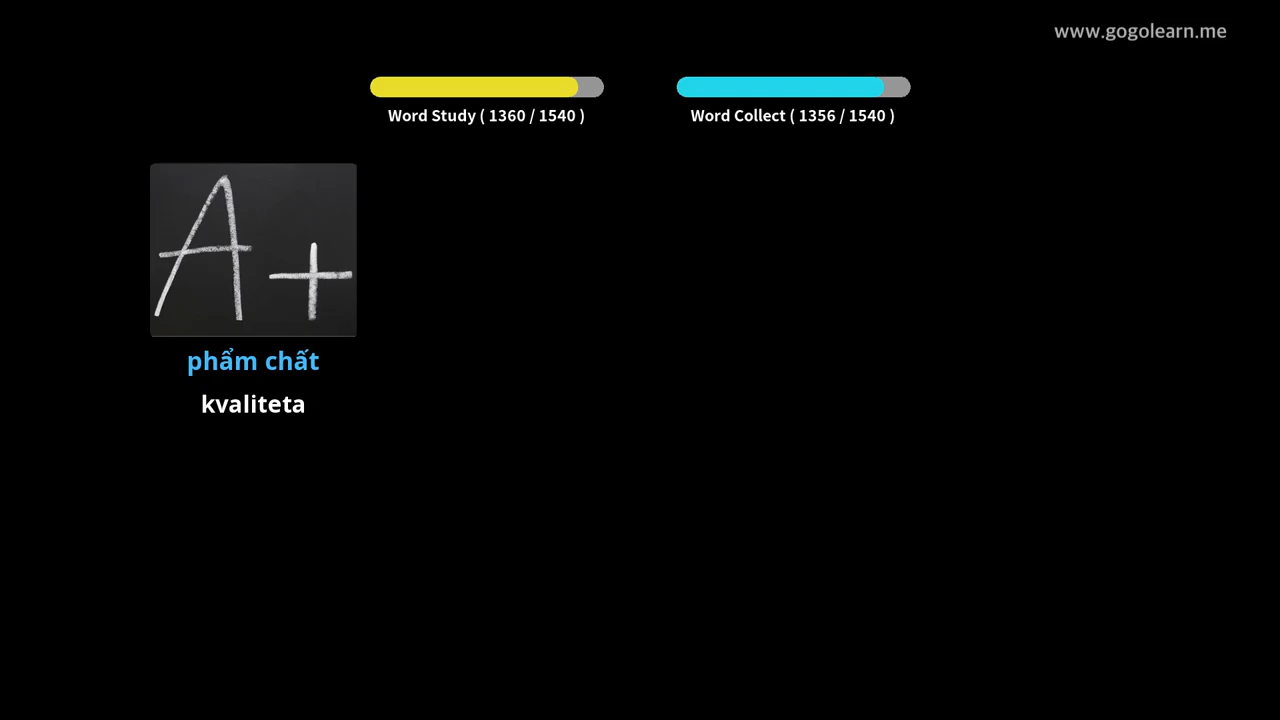 www.gogolearn.me
Word Study ( 1360 / 1540 )
Word Collect ( 1356 / 1540 )
A+
phẩm chất
kvaliteta